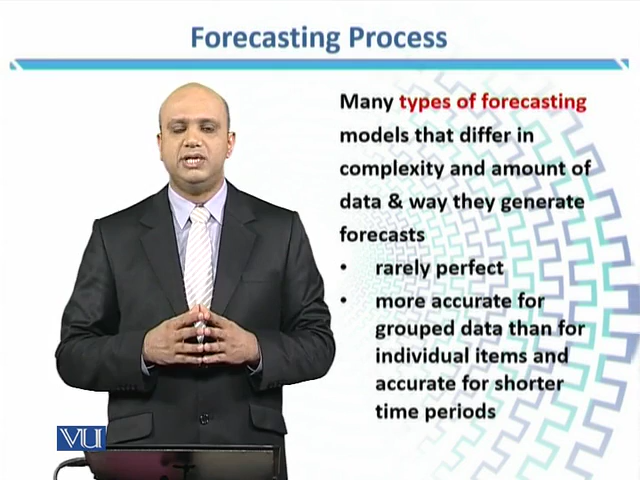 Forecasting Process
Many types of forecasting
models that differ in
complexity and amount of
data & way they generate
forecasts
• rarely perfect
• more accurate for
grouped data than for
individual items and
accurate for shorter
time periods
VU